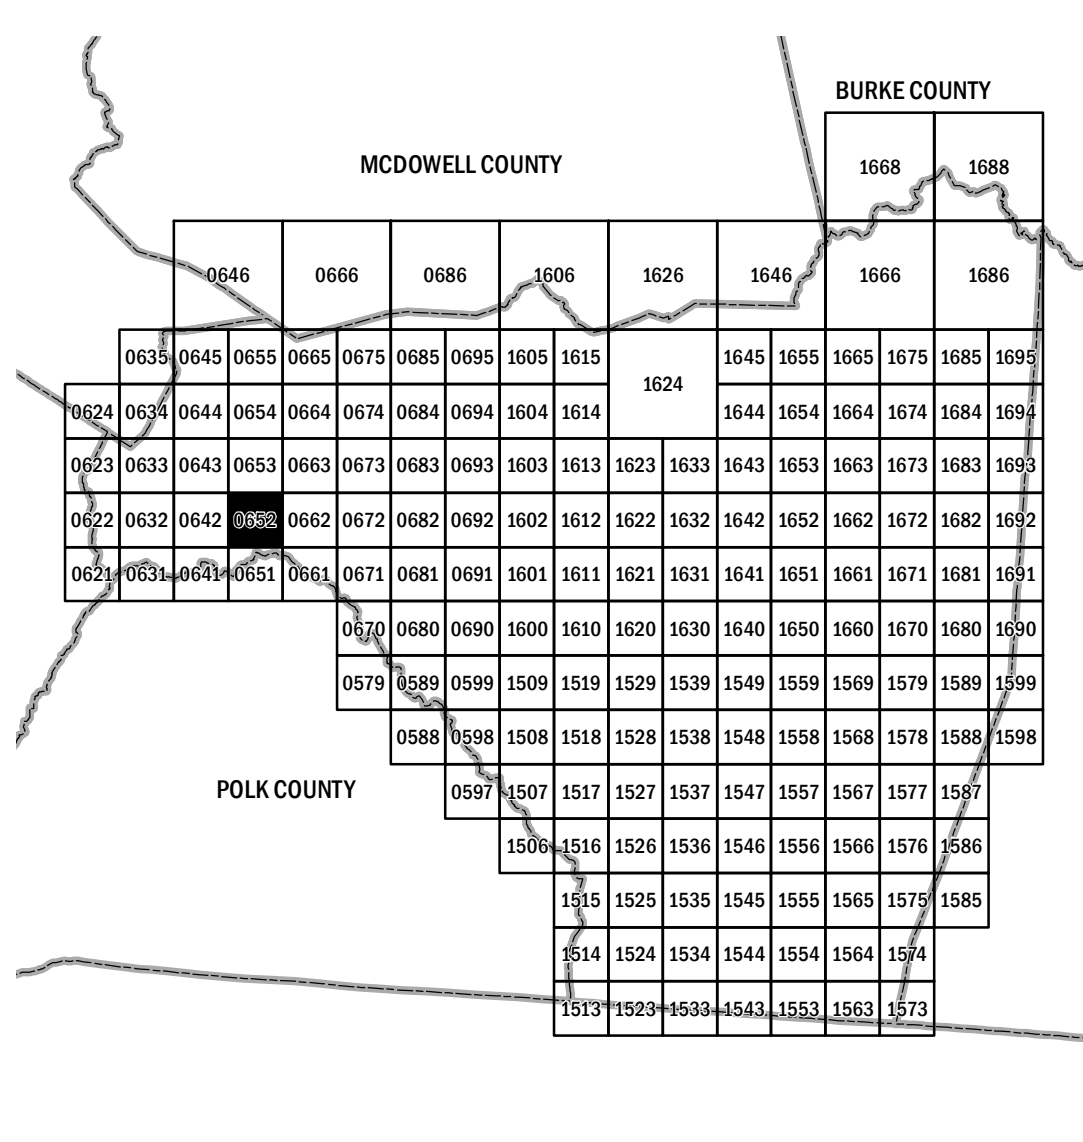 BURKE COUNTY
MCDOWELL COUNTY
1668 1688
0646 0666 0686 1606 1626 1646 1666 1686
0635 0645 0655 0665 0675 0685 0695 1605 1615 1645 1655 1665 1675 1685 1695
1624
0624 0634 0644 0654 0664 0674 0684 0694 1604 1614 1644 1654 1664 1674 1684 1694
0623 0633 0643 0653 0663 0673 0683 0693 1603 1613 1623 1633 1643 1653 1663 1673 1683 1693
0622 0632 0642 0652 0662 0672 0682 0692 1602 1612 1622 1632 1642 1652 1662 1672 1682 1692
0621 0631 0641 0651 0661 0671 0681 0691 1601 1611 1621 1631 1641 1651 1661 1671 1681 1691
0670 0680 0690 1600 1610 1620 1630 1640 1650 1660 1670 1680 1690
0579 0589 0599 1509 1519 1529 1539 1549 1559 1569 1579 1589 1599
0588 0598 1508 1518 1528 1538 1548 1558 1568 1578 1588 1598
POLK COUNTY
0597 1507 1517 1527 1537 1547 1557 1567 1577 1587
1506 1516 1526 1536 1546 1556 1566 1576 1586
1515 1525 1535 1545 1555 1565 1575 1585
1514 1524 1534 1544 1554 1564 1574
1513 1523 1533 1543 1553 1563 1573